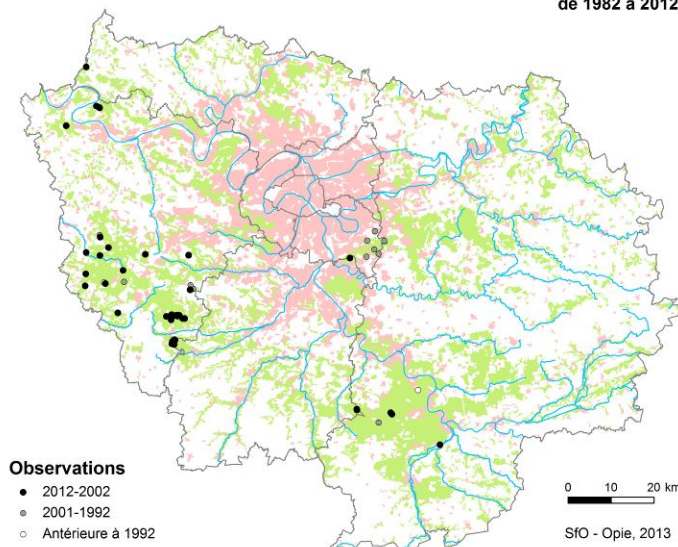 de 1982 à 2012
Observations
2012-2002
2001-1992
Antérieure à 1992
0 10 20 km
SfO - Opie, 2013